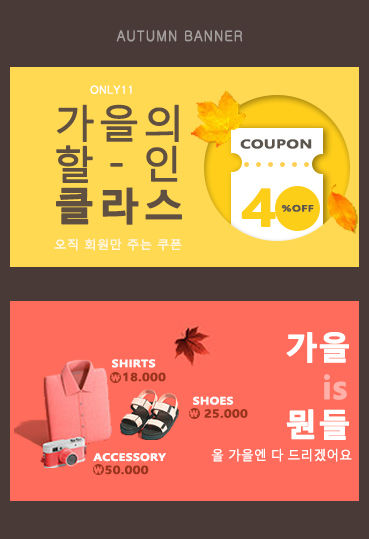 AUTUMN BANNER
ONLY11
가을의
할 - 인
클라스
오직 회원만 주는 쿠폰
COUPON
40
%OFF
가을
is
뭔들
올 가을엔 다 드리겠어요
SHIRTS
₩18.000
SHOES
₩ 25.000
ACCESSORY
₩50.000